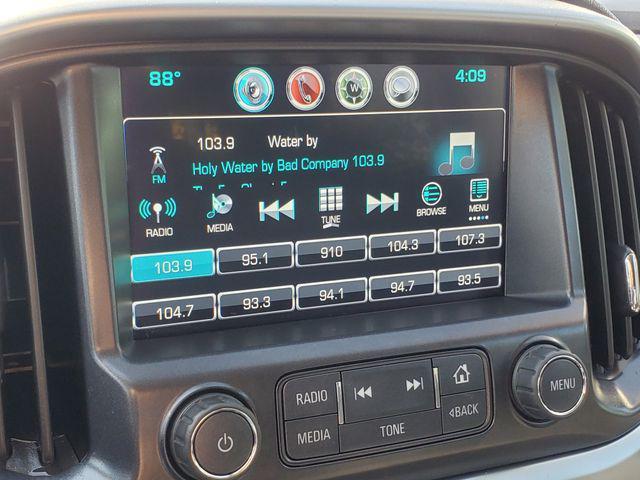 88° W 4:09
103.9 Water by
Holy Water by Bad Company 103.9
FM
RADIO MEDIA TUNE BROWSE MENU
103.9 95.1 910 104.3 107.3
104.7 93.3 94.1 94.7 93.5
RADIO MENU
MEDIA TONE BACK